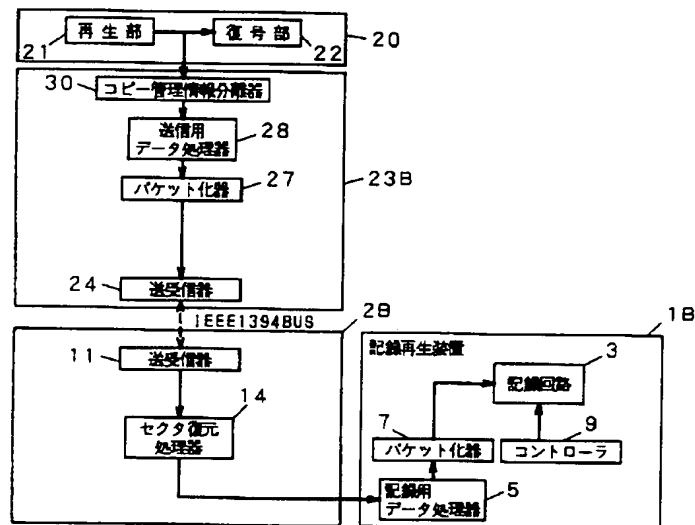 再生部
復号部
20
21
22
30
コピー管理情報分離器
送信用
データ処理器
28
パケット化器
27
23B
24
送受信器
IEEE1394BUS
2B
11
送受信器
14
セクタ復元
処理器
1B
記録再生装置
3
記録回路
7
パケット化器
9
コントローラ
記録用
データ処理器
5